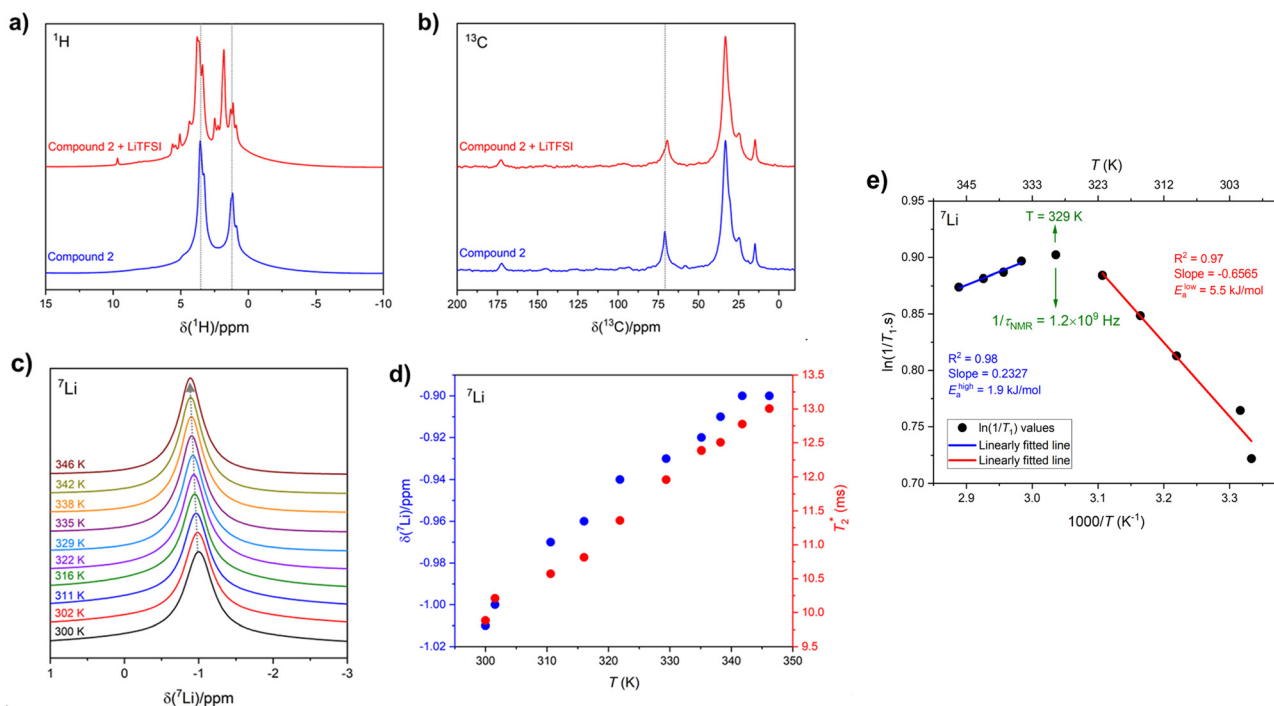 a)
¹H
Compound 2 + LiTFSI
Compound 2
15 10 5 0 -5 -10
δ(¹H)/ppm
b)
¹³C
Compound 2 + LiTFSI
Compound 2
200 175 150 125 100 75 50 25 0
δ(¹³C)/ppm
c)
⁷Li
346 K
342 K
338 K
335 K
329 K
322 K
316 K
311 K
302 K
300 K
1 0 -1 -2 -3
δ(⁷Li)/ppm
d)
⁷Li
δ(⁷Li)/ppm
-0.90
-0.92
-0.94
-0.96
-0.98
-1.00
-1.02
300 310 320 330 340 350
T (K)
13.5
13.0
12.5
12.0
11.5
11.0
10.5
10.0
9.5
T₂* (ms)
e)
T (K)
345 333 323 312 303
⁷Li
T = 329 K
1/τNMR = 1.2×10⁹ Hz
R² = 0.97
Slope = -0.6565
Eₐˡᵒʷ = 5.5 kJ/mol
R² = 0.98
Slope = 0.2327
Eₐʰⁱᵍʰ = 1.9 kJ/mol
ln(1/T₁) values
Linearly fitted line
Linearly fitted line
ln(1/T₁.s)
0.95
0.90
0.85
0.80
0.75
0.70
2.9 3.0 3.1 3.2 3.3
1000/T (K⁻¹)